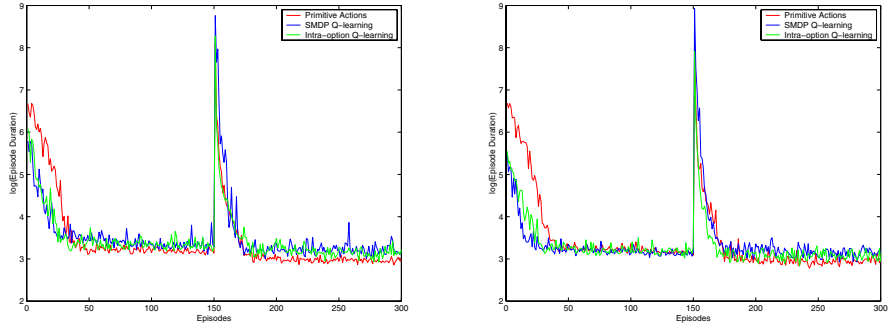 9
8
7
6
5
4
3
2
log(Episode Duration)
0 50 100 150 200 250 300
Episodes
Primitive Actions
SMDP Q-learning
Intra-option Q-learning
9
8
7
6
5
4
3
2
log(Episode Duration)
0 50 100 150 200 250 300
Episodes
Primitive Actions
SMDP Q-learning
Intra-option Q-learning